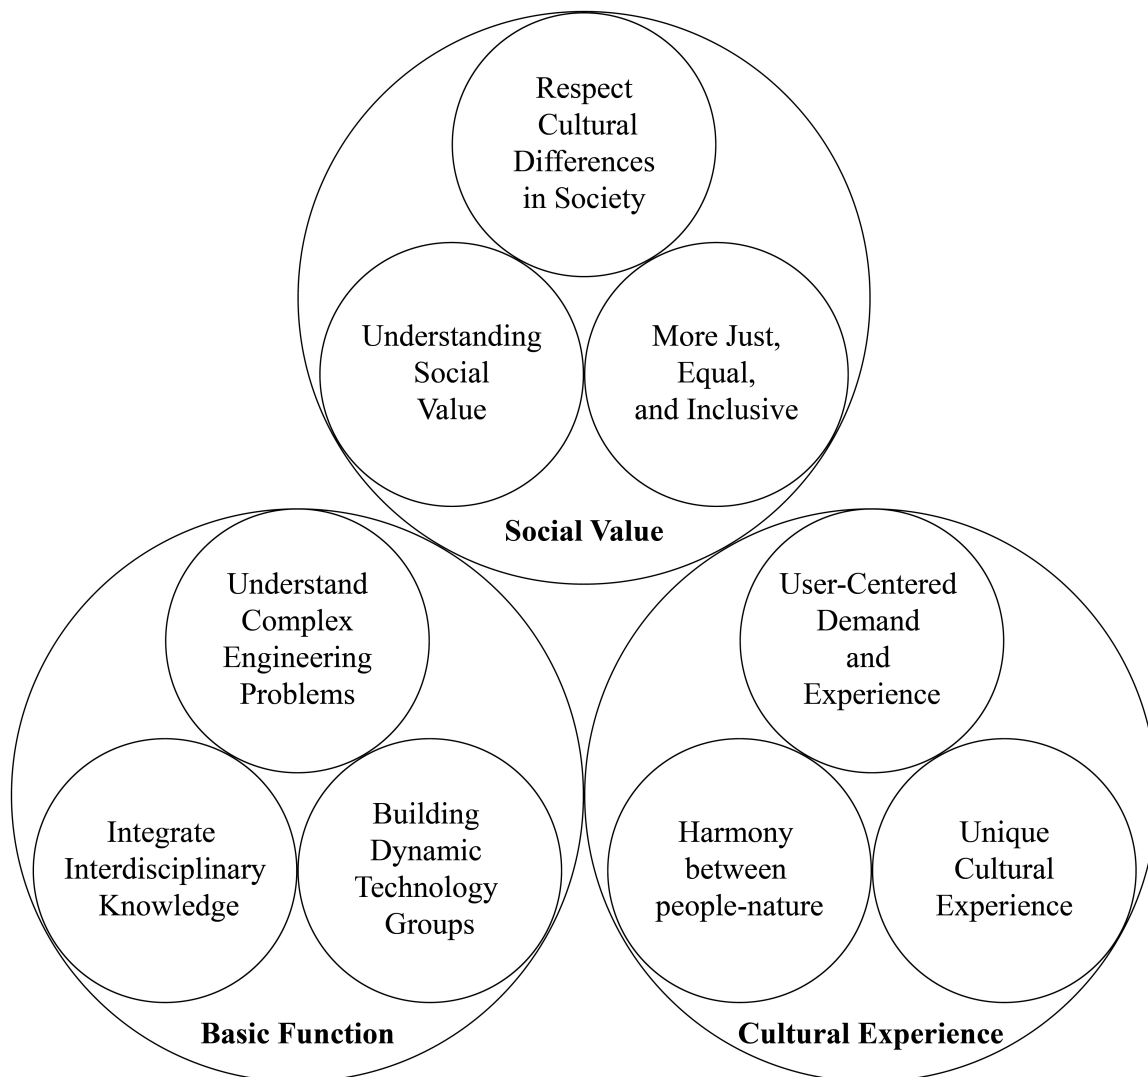 Respect
Cultural
Differences
in Society
Understanding
Social
Value
More Just,
Equal,
and Inclusive
Social Value
Understand
Complex
Engineering
Problems
Integrate
Interdisciplinary
Knowledge
Building
Dynamic
Technology
Groups
Basic Function
User-Centered
Demand
and
Experience
Harmony
between
people-nature
Unique
Cultural
Experience
Cultural Experience